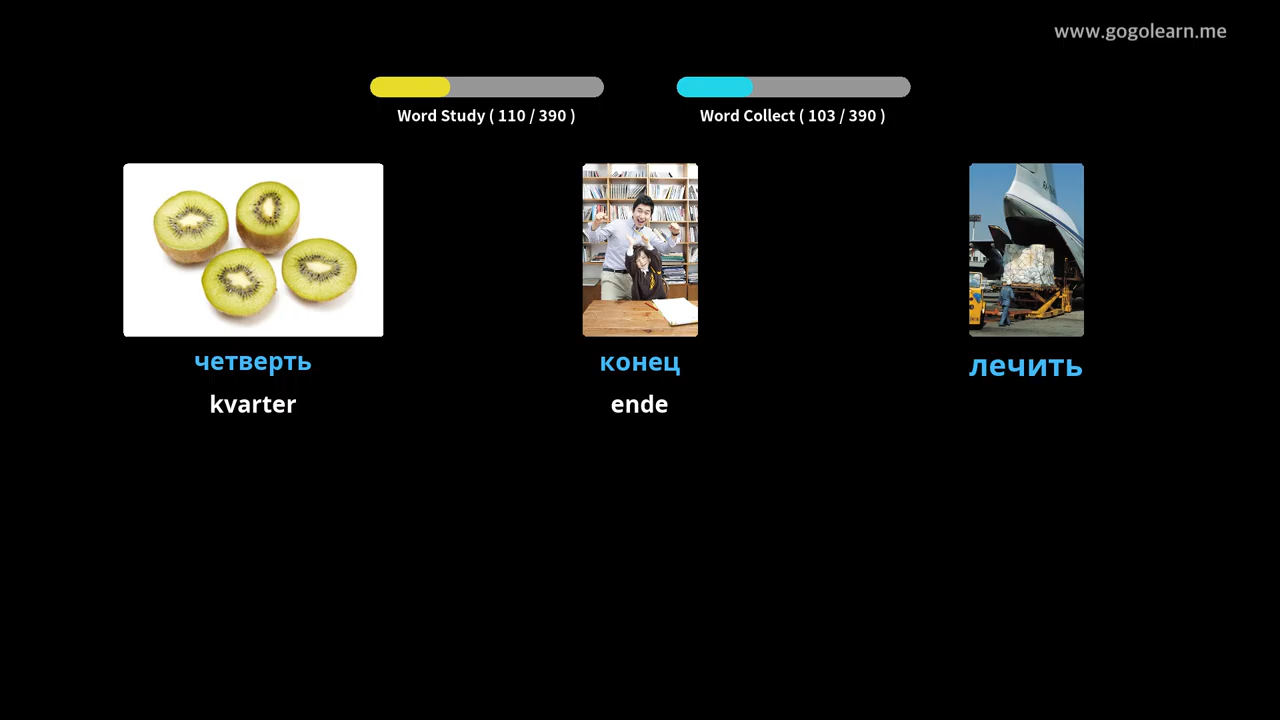 www.gogolearn.me
Word Study ( 110 / 390 )
Word Collect ( 103 / 390 )
четверть
конец
лечить
kvarter
ende